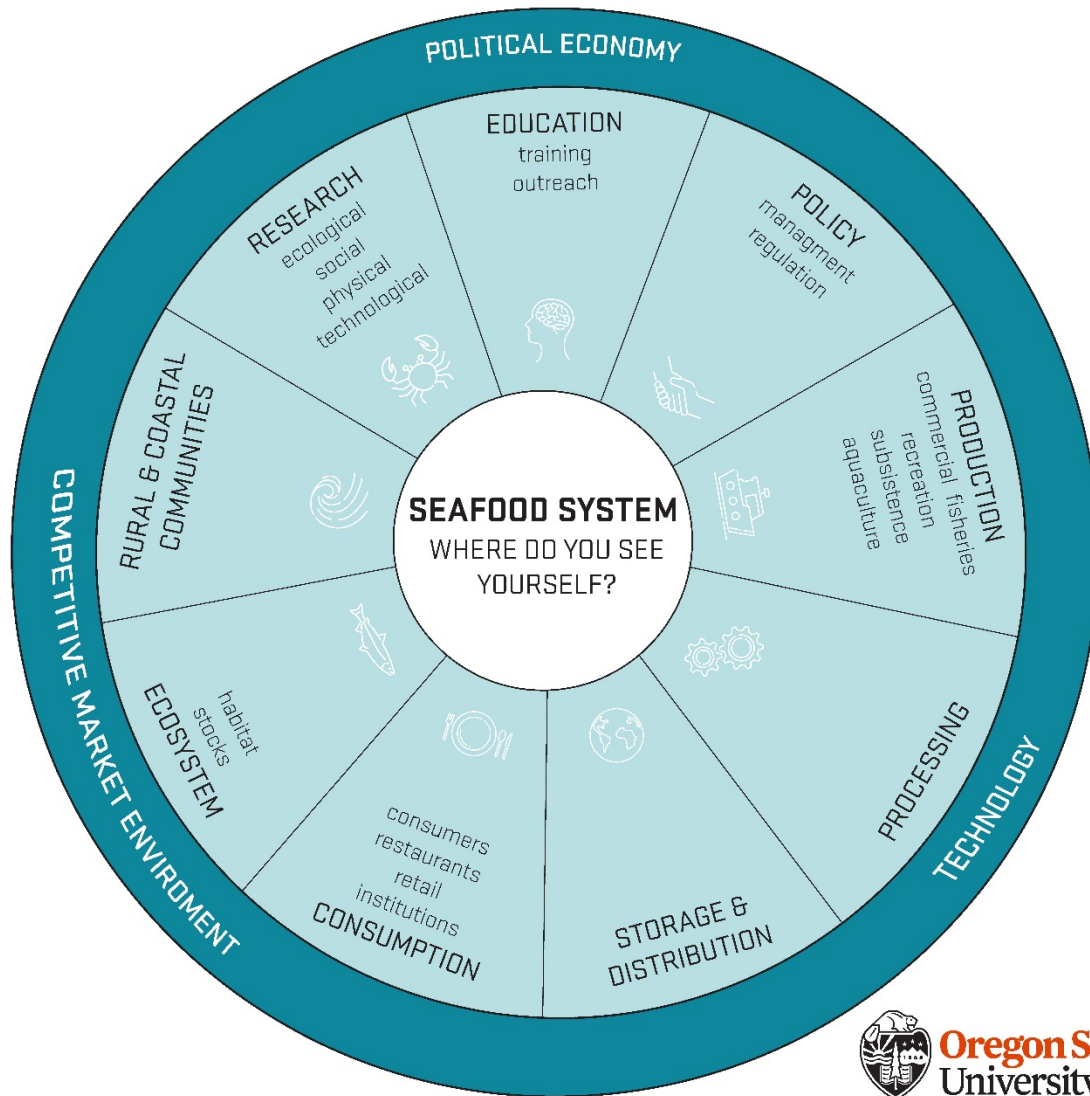 POLITICAL ECONOMY
EDUCATION
training
outreach
POLICY
managment
regulation
PRODUCTION
commercial fisheries
recreation
subsistence
aquaculture
PROCESSING
TECHNOLOGY
STORAGE &
DISTRIBUTION
consumers
restaurants
retail
institutions
CONSUMPTION
habitat
stocks
ECOSYSTEM
COMPETITIVE MARKET ENVIROMENT
RURAL & COASTAL
COMMUNITIES
RESEARCH
ecological
social
physical
technological
SEAFOOD SYSTEM
WHERE DO YOU SEE
YOURSELF?
Oregon S
University